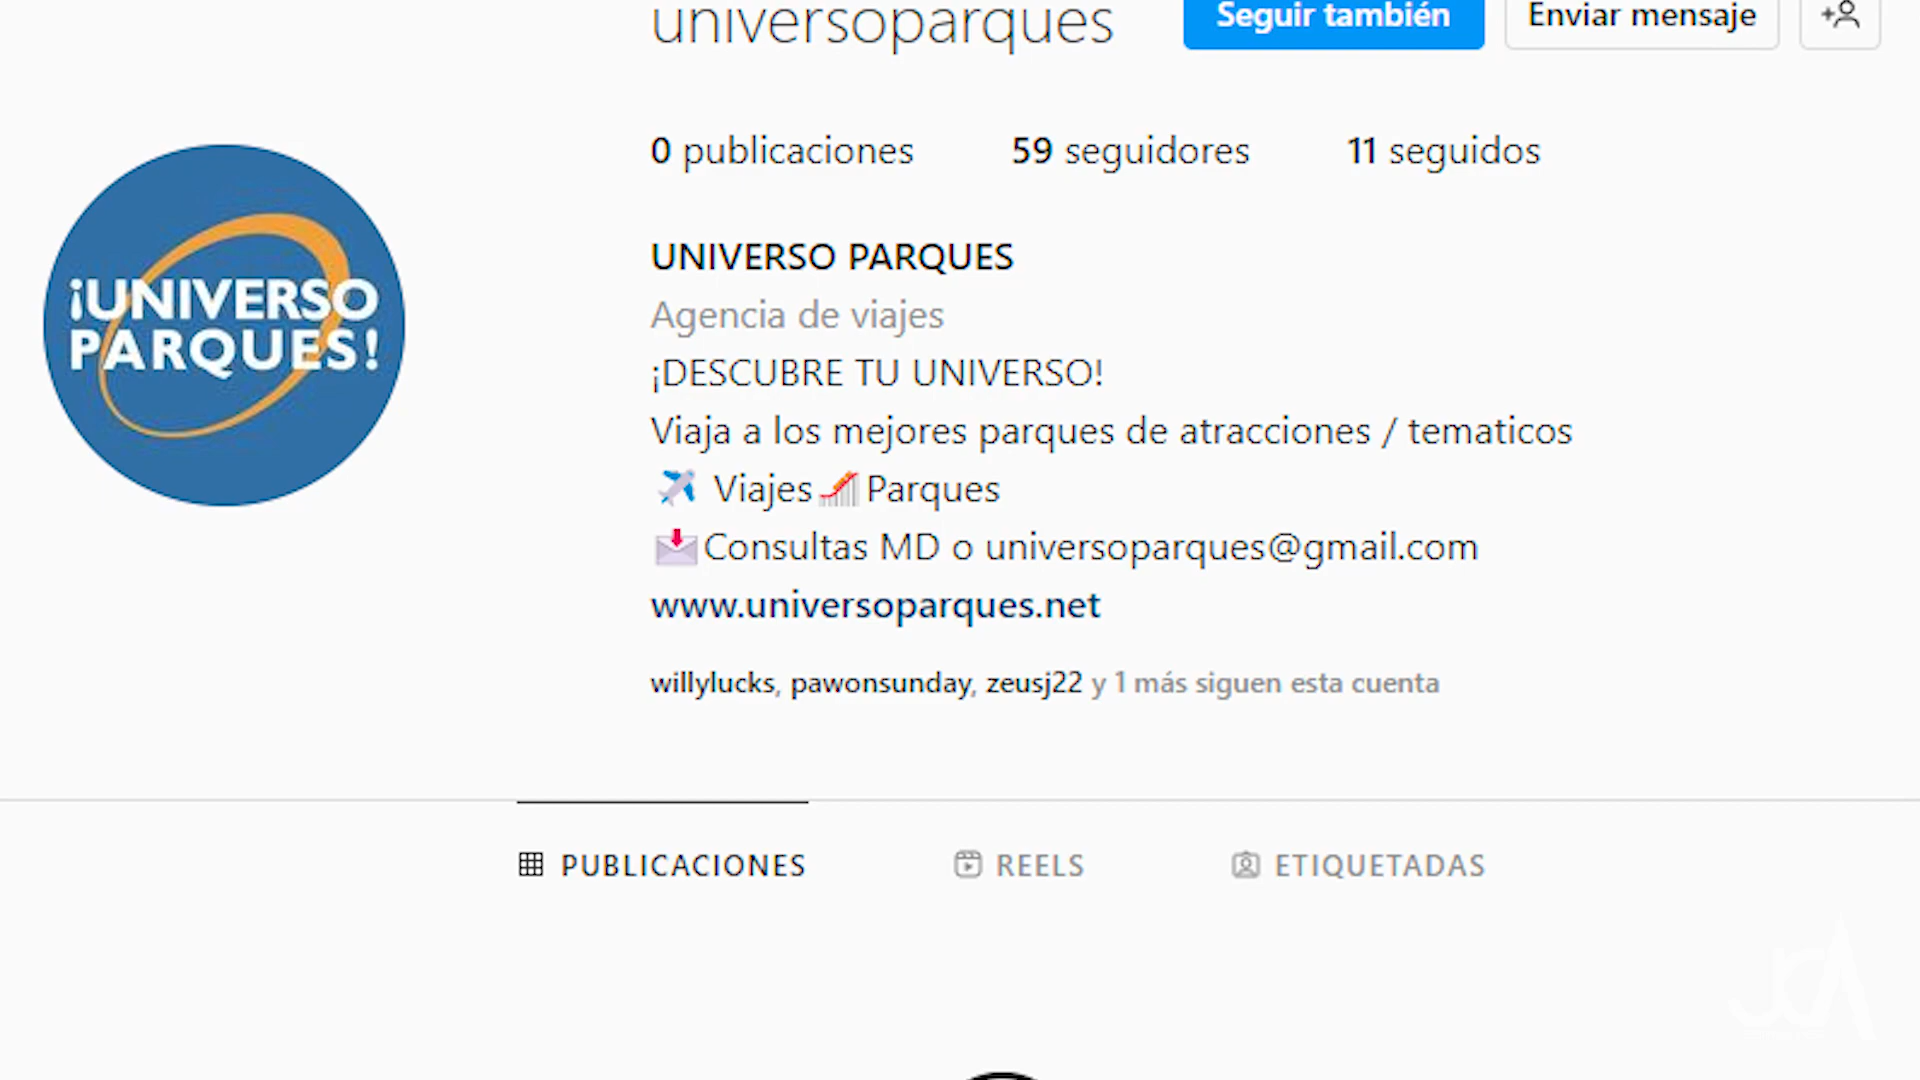 universoparques
Seguir también
Enviar mensaje
0 publicaciones
59 seguidores
11 seguidos
¡UNIVERSO
PARQUES!
UNIVERSO PARQUES
Agencia de viajes
¡DESCUBRE TU UNIVERSO!
Viaja a los mejores parques de atracciones / tematicos
✈️ Viajes🎢Parques
📩Consultas MD o universoparques@gmail.com
www.universoparques.net
willylucks, pawonsunday, zeusj22 y 1 más siguen esta cuenta
PUBLICACIONES
REELS
ETIQUETADAS